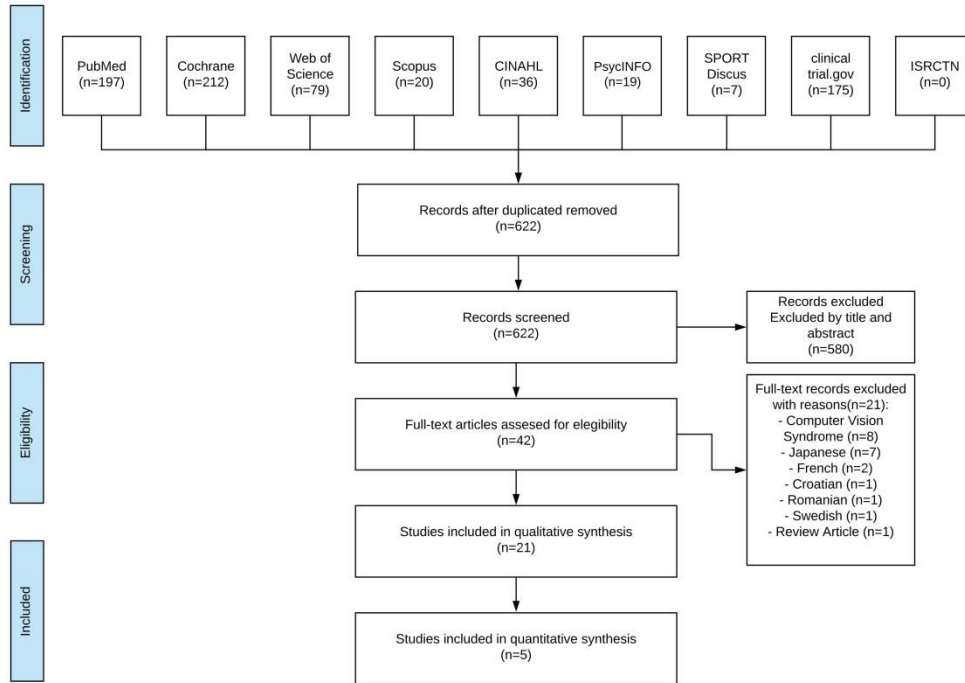 Identification
PubMed
(n=197)
Cochrane
(n=212)
Web of
Science
(n=79)
Scopus
(n=20)
CINAHL
(n=36)
PsycINFO
(n=19)
SPORT
Discus
(n=7)
clinical
trial.gov
(n=175)
ISRCTN
(n=0)
Screening
Records after duplicated removed
(n=622)
Records screened
(n=622)
Records excluded
Excluded by title and
abstract
(n=580)
Eligibility
Full-text articles assesed for elegibility
(n=42)
Full-text records excluded
with reasons(n=21):
- Computer Vision
Syndrome (n=8)
- Japanese (n=7)
- French (n=2)
- Croatian (n=1)
- Romanian (n=1)
- Swedish (n=1)
- Review Article (n=1)
Studies included in qualitative synthesis
(n=21)
Included
Studies included in quantitative synthesis
(n=5)